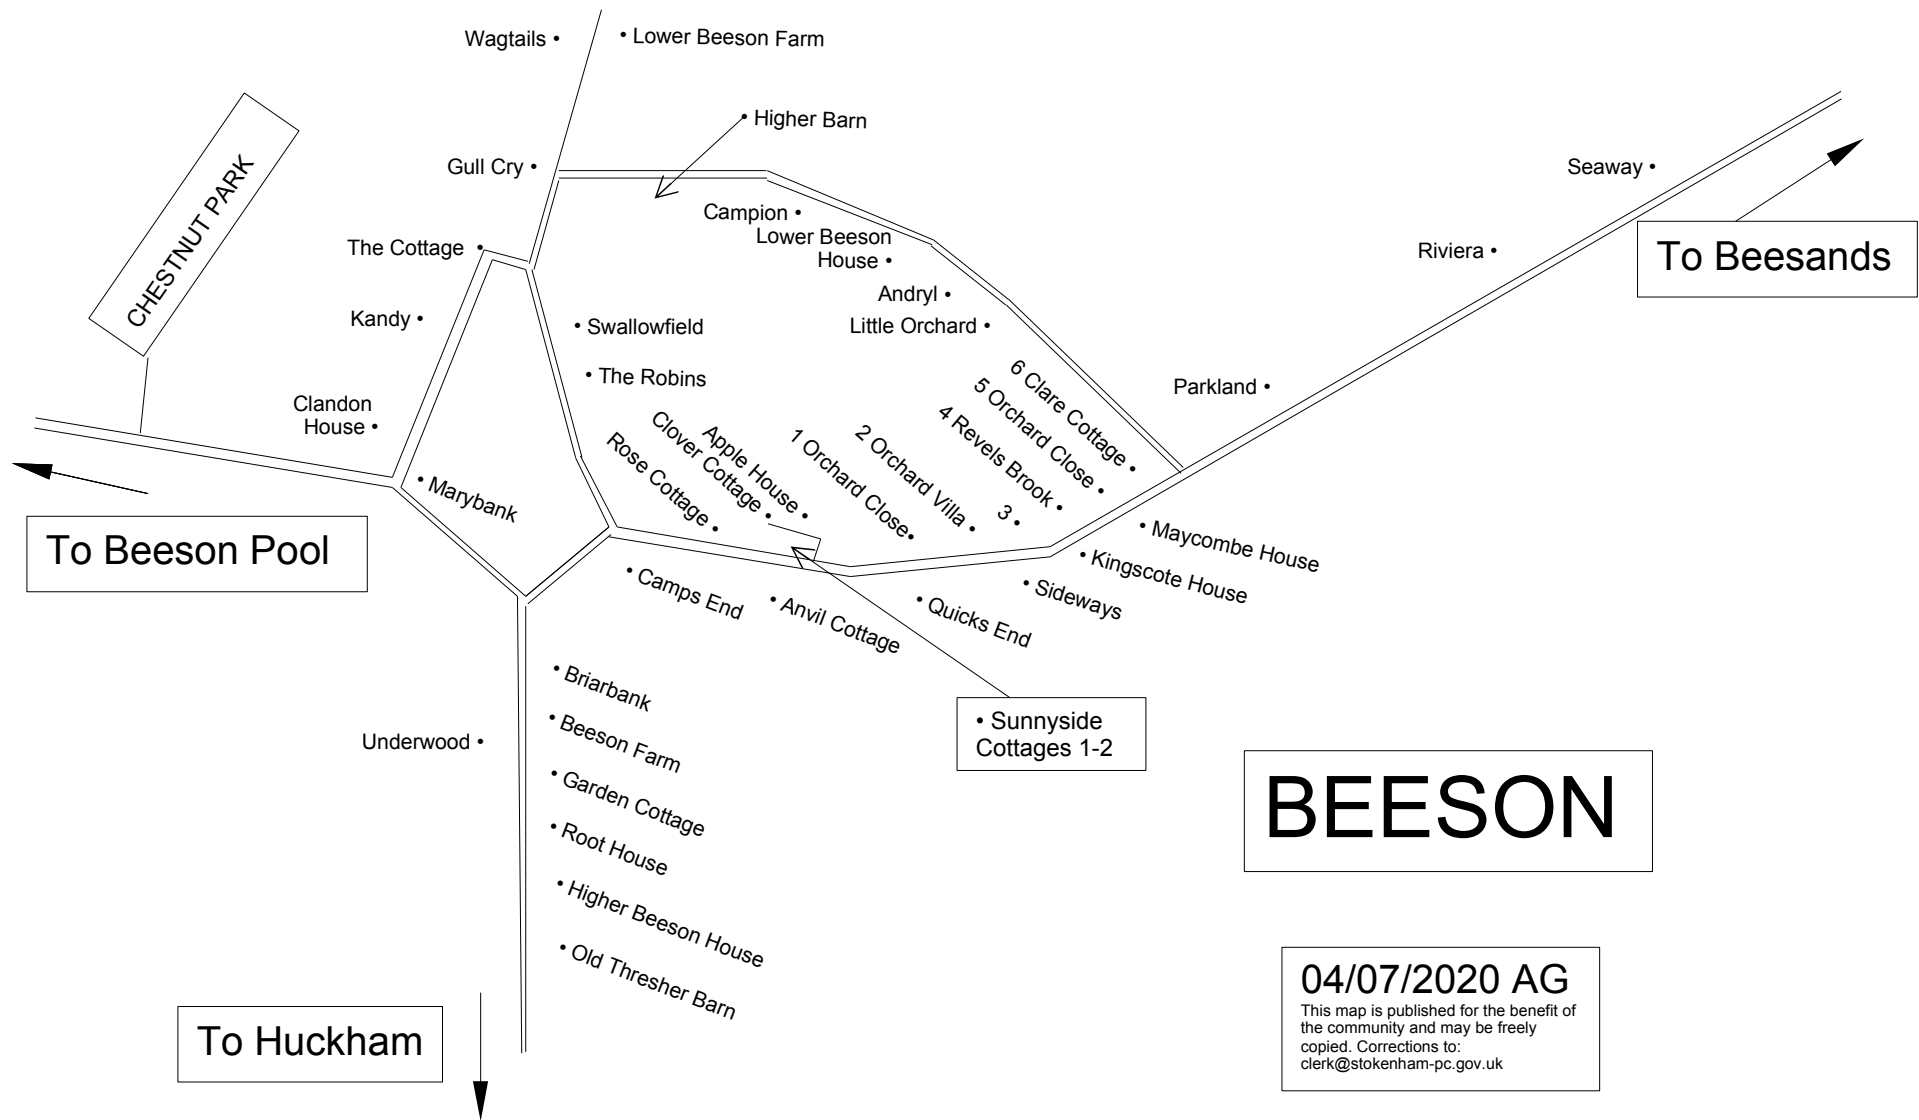 Wagtails •
• Lower Beeson Farm
• Higher Barn
Gull Cry •
Seaway •
CHESTNUT PARK
Campion •
Lower Beeson
House •
The Cottage •
Riviera •
To Beesands
Andryl •
Kandy •
• Swallowfield
Little Orchard •
• The Robins
Parkland •
Clandon
House •
Rose Cottage •
Clover Cottage •
Apple House •
1 Orchard Close•
2 Orchard Villa •
3 •
4 Revels Brook •
5 Orchard Close •
6 Clare Cottage •
• Marybank
To Beeson Pool
• Maycombe House
• Kingscote House
• Sideways
• Quicks End
• Anvil Cottage
• Camps End
• Briarbank
• Beeson Farm
Underwood •
• Garden Cottage
• Root House
• Higher Beeson House
• Old Thresher Barn
• Sunnyside
Cottages 1-2
BEESON
To Huckham
04/07/2020 AG
This map is published for the benefit of
the community and may be freely
copied. Corrections to:
clerk@stokenham-pc.gov.uk